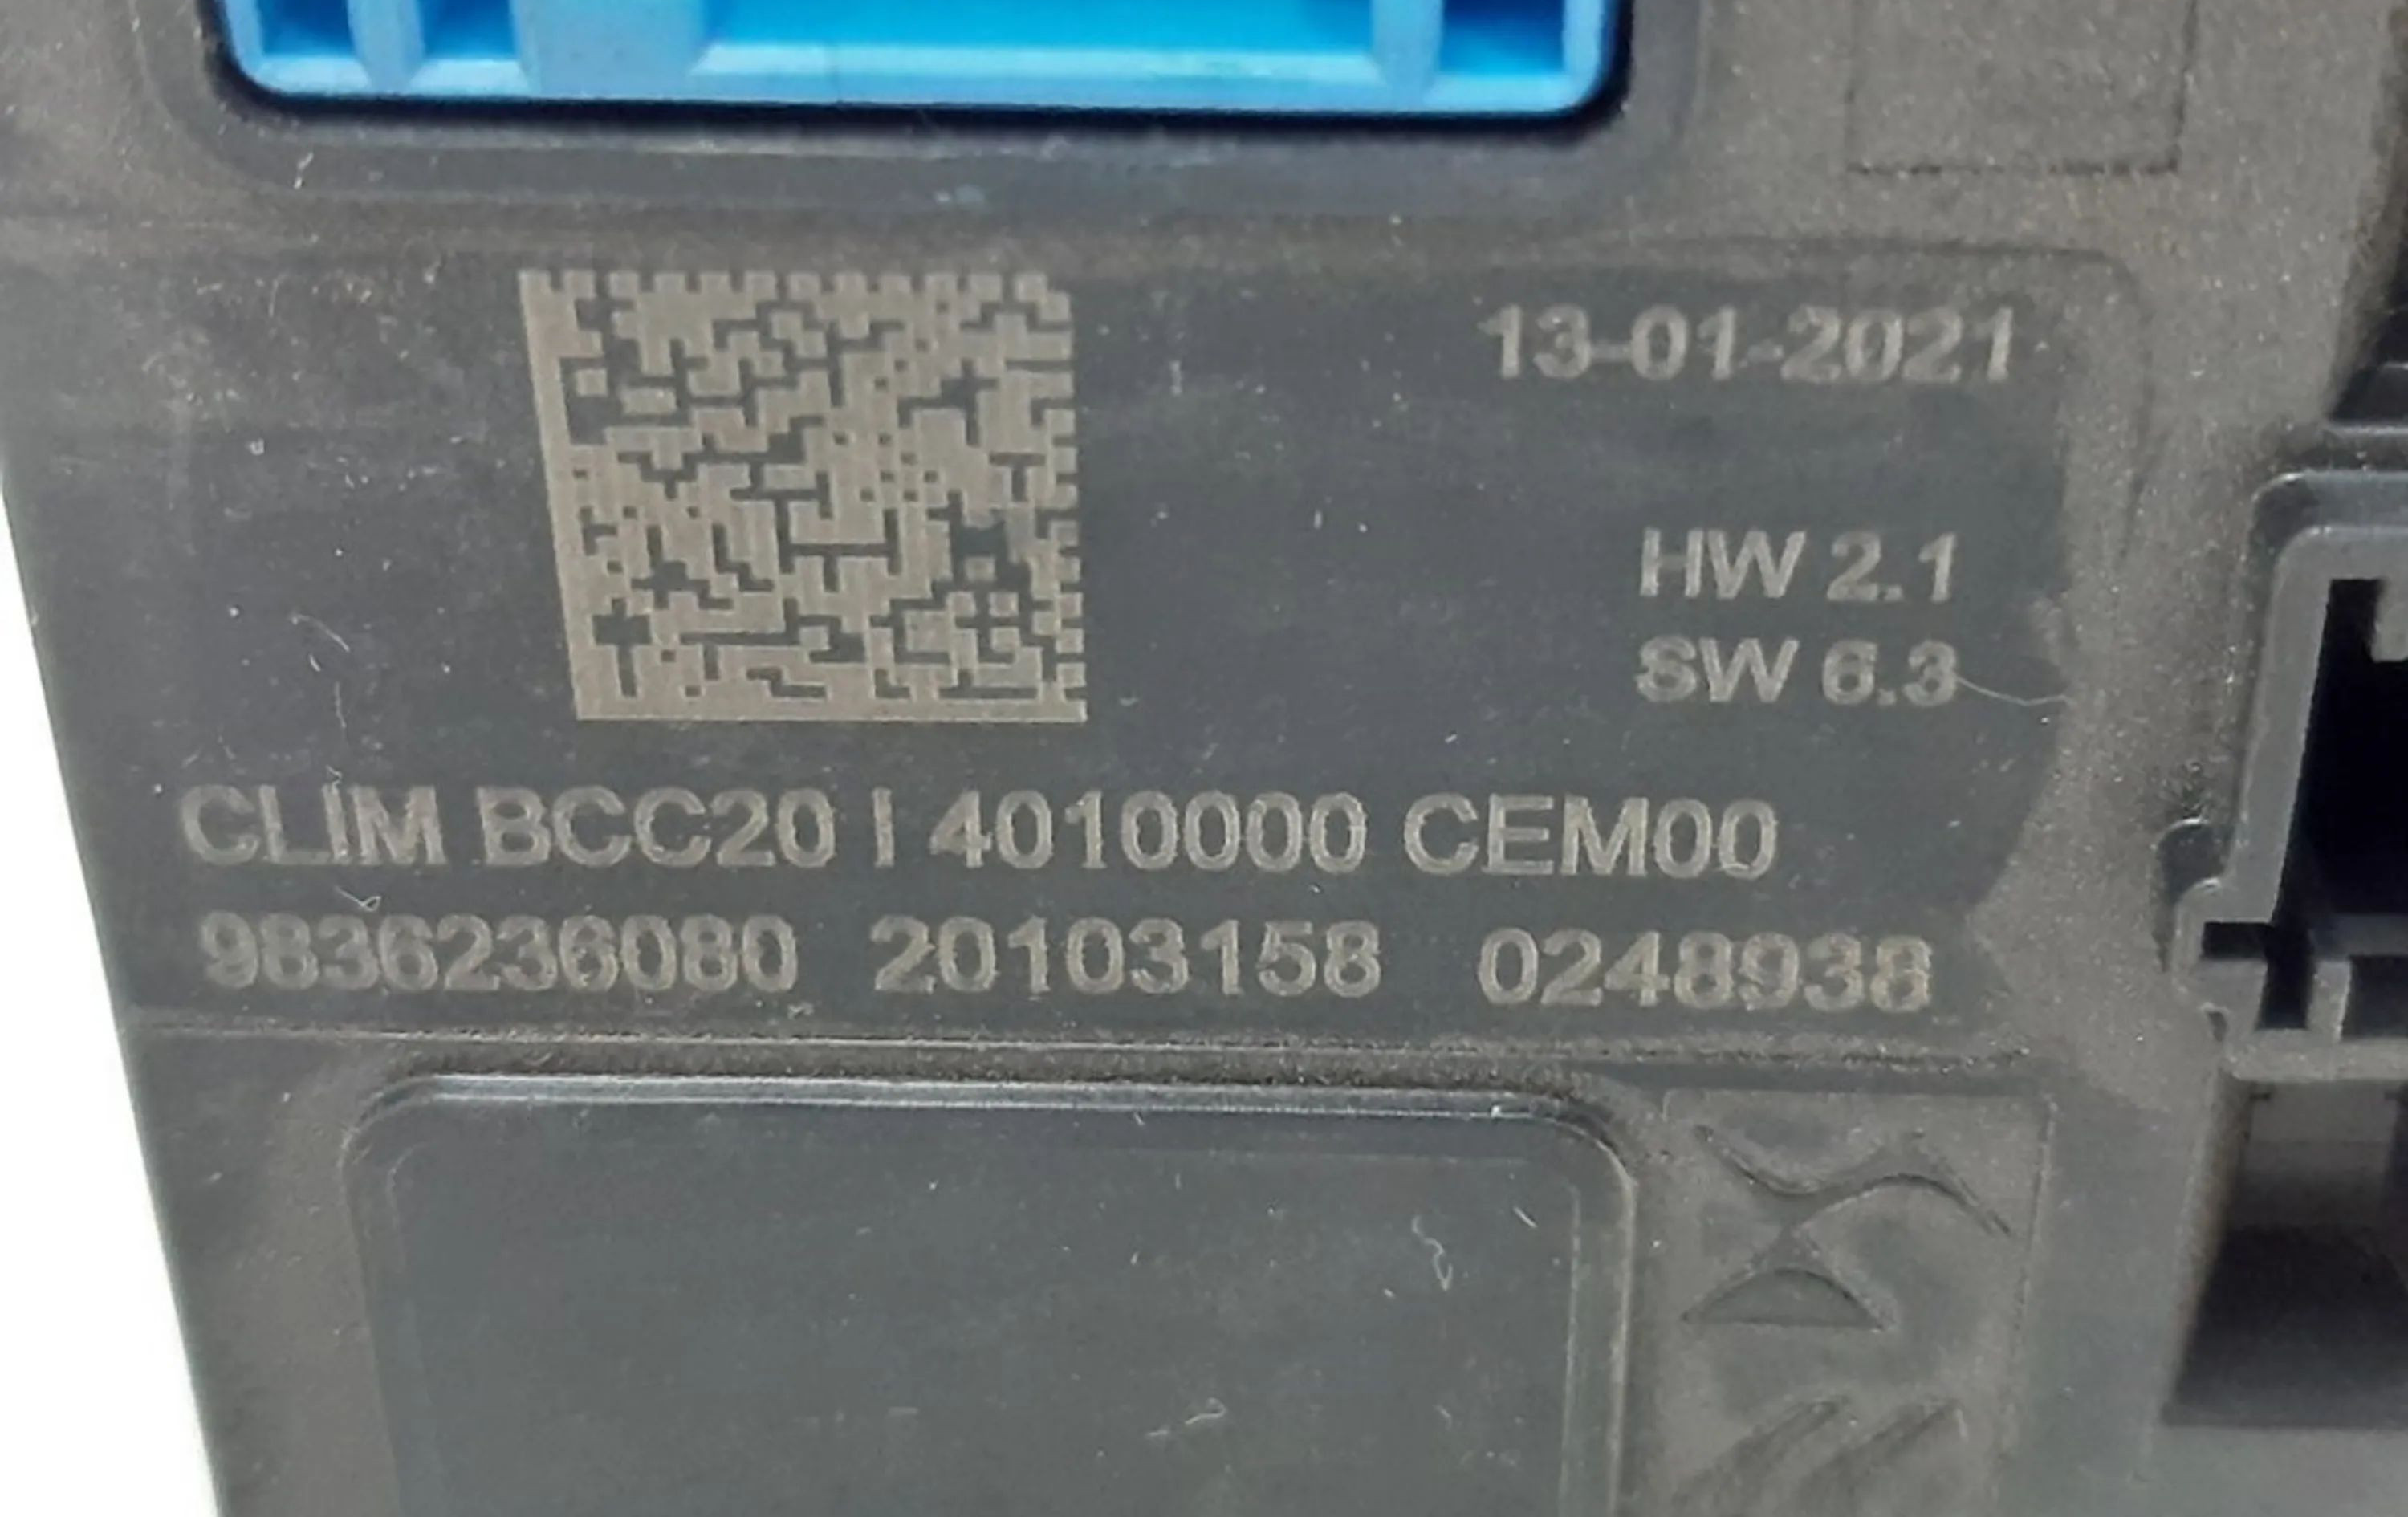 13-01-2021
HW 2.1
SW 6.3
CLIM BCC20 I 4010000 CEM00
9836236080 20103158 0248938